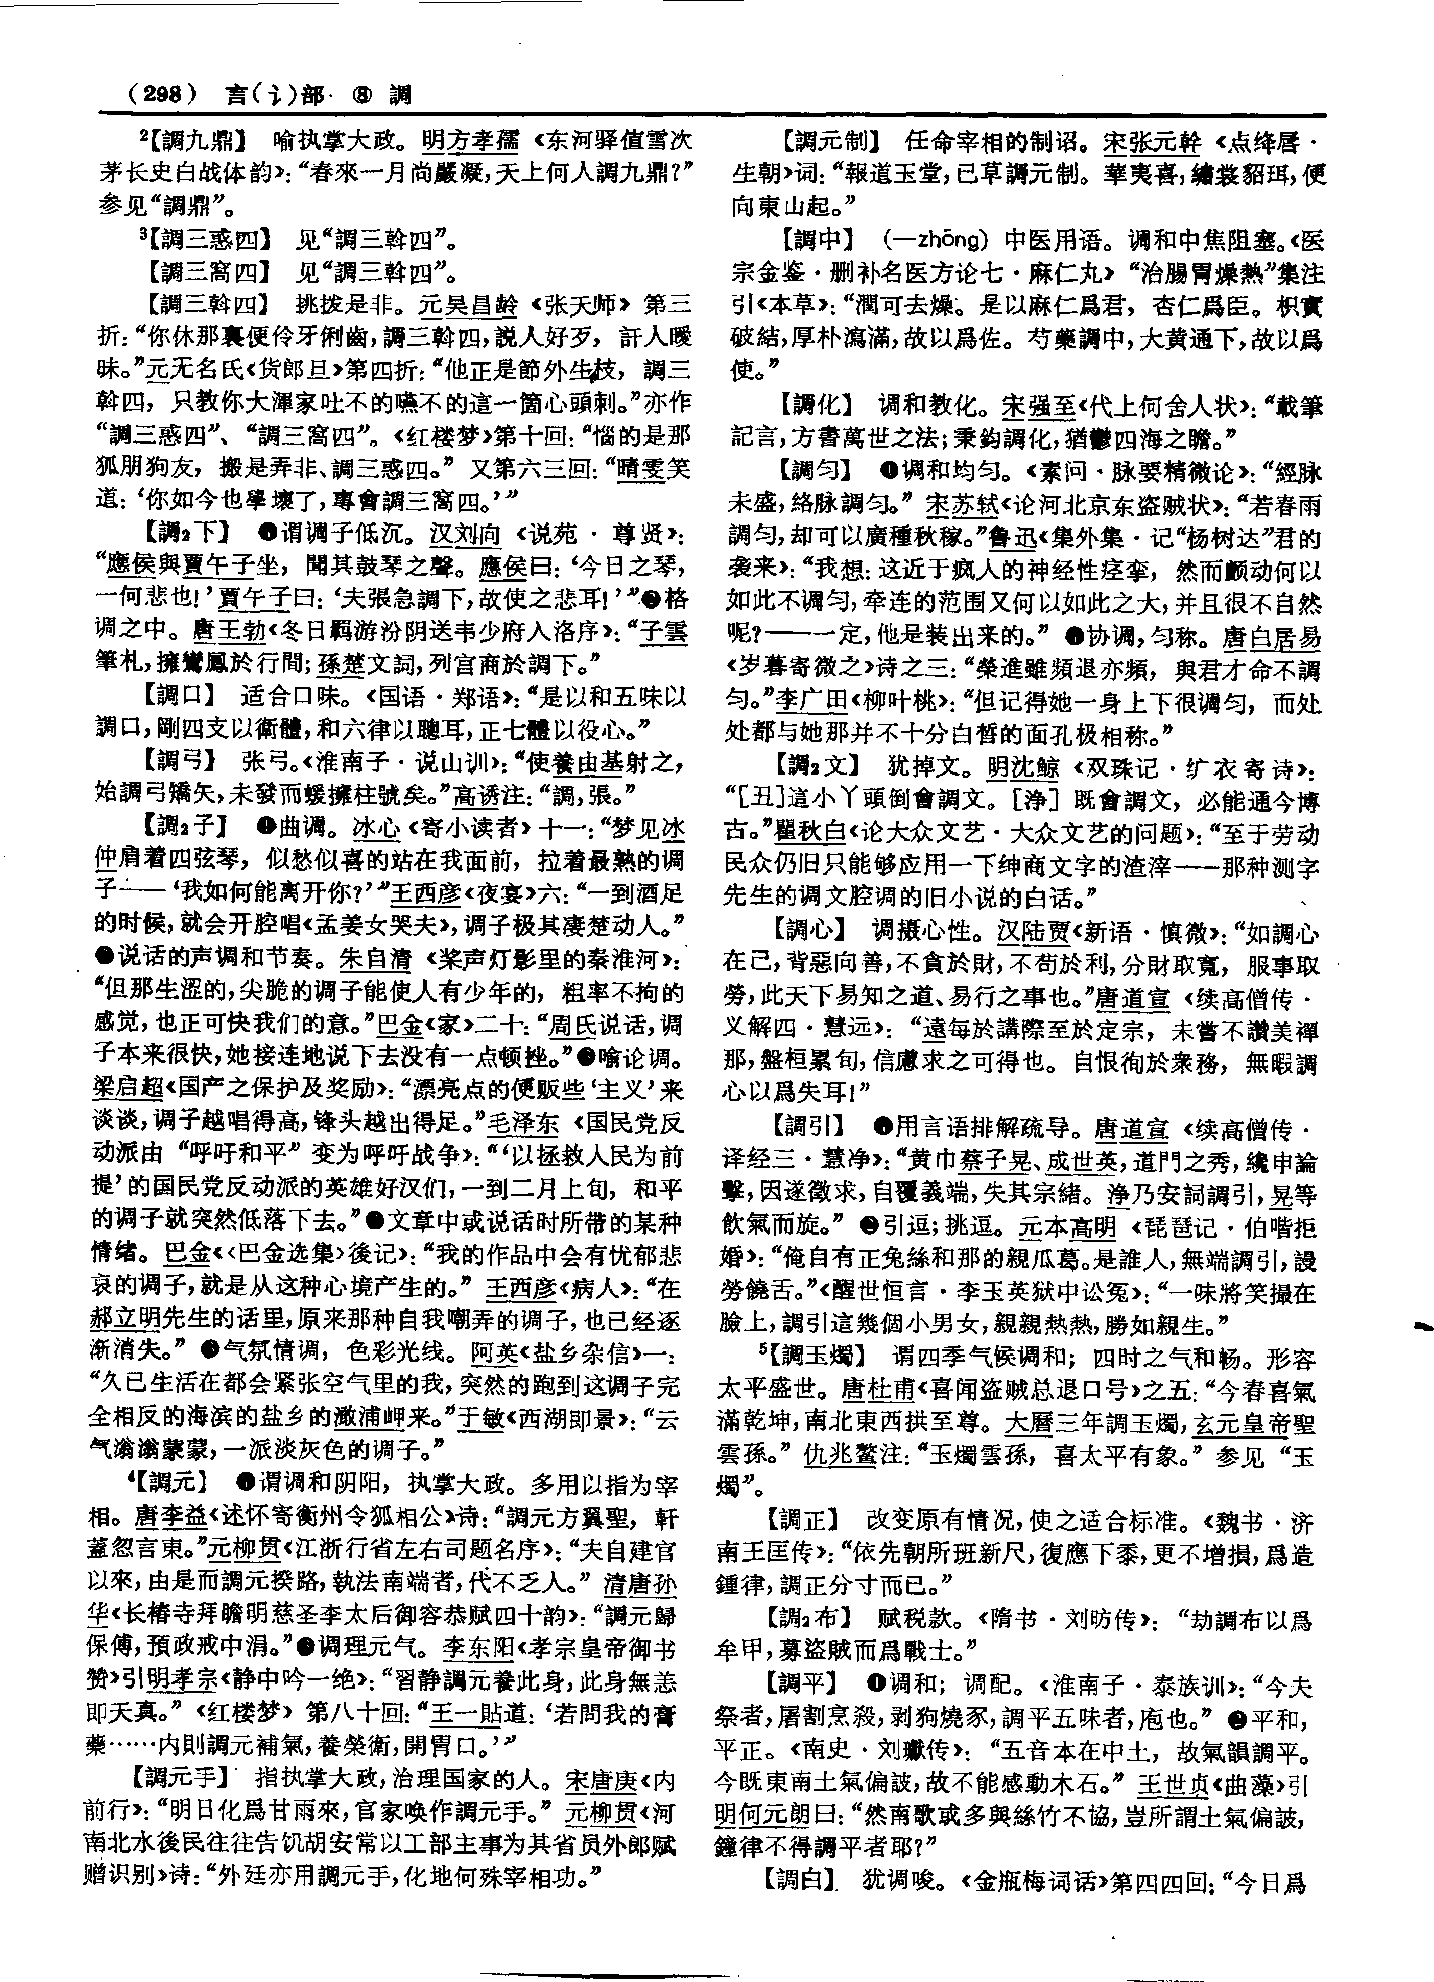 (298) 言(讠)部 ⑧ 調
²【調九鼎】 喻执掌大政。明方孝孺《东河驿值雪次
茅长史白战体韵》：“春來一月尚嚴凝，天上何人調九鼎？”
参见“調鼎”。
³【調三惑四】 见“調三斡四”。
【調三窩四】 见“調三斡四”。
【調三斡四】 挑拨是非。元吴昌龄《张天师》第三
折：“你休那裏便伶牙俐齒，調三斡四，説人好歹，訐人曖
昧。”元无名氏《货郎旦》第四折：“他正是節外生枝，調三
斡四，只教你大渾家吐不的嚥不的這一箇心頭刺。”亦作
“調三惑四”、“調三窩四”。《红楼梦》第十回：“惱的是那
狐朋狗友，搬是弄非、調三惑四。”又第六三回：“晴雯笑
道：‘你如今也學壞了，專會調三窩四。’”
【調₂下】 ❶谓调子低沉。汉刘向《说苑·尊贤》：
“應侯與賈午子坐，聞其鼓琴之聲。應侯曰：‘今日之琴，
一何悲也！’賈午子曰：‘夫張急調下，故使之悲耳！’”❷格
调之中。唐王勃《冬日羁游汾阴送韦少府入洛序》：“子雲
筆札，擁鸞鳳於行間；孫楚文詞，列宫商於調下。”
【調口】 适合口味。《国语·郑语》：“是以和五味以
調口，剛四支以衛體，和六律以聰耳，正七體以役心。”
【調弓】 张弓。《淮南子·说山训》：“使養由基射之，
始調弓矯矢，未發而蝯擁柱號矣。”高诱注：“調，張。”
【調₂子】 ❶曲调。冰心《寄小读者》十一：“梦见冰
仲肩着四弦琴，似愁似喜的站在我面前，拉着最熟的调
子——‘我如何能离开你？’”王西彦《夜宴》六：“一到酒足
的时候，就会开腔唱《孟姜女哭夫》，调子极其凄楚动人。”
❷说话的声调和节奏。朱自清《桨声灯影里的秦淮河》：
“但那生涩的，尖脆的调子能使人有少年的，粗率不拘的
感觉，也正可快我们的意。”巴金《家》二十：“周氏说话，调
子本来很快，她接连地说下去没有一点顿挫。”❸喻论调。
梁启超《国产之保护及奖励》：“漂亮点的便贩些‘主义’来
谈谈，调子越唱得高，锋头越出得足。”毛泽东《国民党反
动派由“呼吁和平”变为呼吁战争》：“‘以拯救人民为前
提’的国民党反动派的英雄好汉们，一到二月上旬，和平
的调子就突然低落下去。”❹文章中或说话时所带的某种
情绪。巴金《〈巴金选集〉後记》：“我的作品中会有忧郁悲
哀的调子，就是从这种心境产生的。”王西彦《病人》：“在
郝立明先生的话里，原来那种自我嘲弄的调子，也已经逐
渐消失。”❺气氛情调，色彩光线。阿英《盐乡杂信》一：
“久已生活在都会紧张空气里的我，突然的跑到这调子完
全相反的海滨的盐乡的澉浦岬来。”于敏《西湖即景》：“云
气滃滃蒙蒙，一派淡灰色的调子。”
⁴【調元】 ❶谓调和阴阳，执掌大政。多用以指为宰
相。唐李益《述怀寄衡州令狐相公》诗：“調元方翼聖，軒
蓋忽言東。”元柳贯《江浙行省左右司题名序》：“夫自建官
以來，由是而調元揆路，執法南端者，代不乏人。”清唐孙
华《长椿寺拜瞻明慈圣李太后御容恭赋四十韵》：“調元歸
保傅，預政戒中涓。”❷调理元气。李东阳《孝宗皇帝御书
赞》引明孝宗《静中吟一绝》：“習静調元養此身，此身無恙
即天真。”《红楼梦》第八十回：“王一貼道：‘若問我的膏
藥……内則調元補氣，養榮衛，開胃口。’”
【調元手】 指执掌大政，治理国家的人。宋唐庚《内
前行》：“明日化爲甘雨來，官家唤作調元手。”元柳贯《河
南北水後民往往告饥胡安常以工部主事为其省员外郎赋
赠识别》诗：“外廷亦用調元手，化地何殊宰相功。”
【調元制】 任命宰相的制诏。宋张元幹《点绛唇·
生朝》词：“報道玉堂，已草調元制。華夷喜，繡裳貂珥，便
向東山起。”
【調中】 (—zhōng) 中医用语。调和中焦阻塞。《医
宗金鉴·删补名医方论七·麻仁丸》“治腸胃燥熱”集注
引《本草》：“潤可去燥。是以麻仁爲君，杏仁爲臣。枳實
破結，厚朴瀉滿，故以爲佐。芍藥調中，大黄通下，故以爲
使。”
【調化】 调和教化。宋强至《代上何舍人状》：“載筆
記言，方書萬世之法；秉鈞調化，猶鬱四海之瞻。”
【調匀】 ❶调和均匀。《素问·脉要精微论》：“經脉
未盛，絡脉調匀。”宋苏轼《论河北京东盗贼状》：“若春雨
調匀，却可以廣種秋稼。”鲁迅《集外集·记“杨树达”君的
袭来》：“我想：这近于疯人的神经性痉挛，然而颤动何以
如此不调匀，牵连的范围又何以如此之大，并且很不自然
呢？——一定，他是装出来的。”❷协调，匀称。唐白居易
《岁暮寄微之》诗之三：“榮進雖頻退亦頻，與君才命不調
匀。”李广田《柳叶桃》：“但记得她一身上下很调匀，而处
处都与她那并不十分白皙的面孔极相称。”
【調₂文】 犹掉文。明沈鲸《双珠记·纩衣寄诗》：
“[丑]這小丫頭倒會調文。[净]既會調文，必能通今博
古。”瞿秋白《论大众文艺·大众文艺的问题》：“至于劳动
民众仍旧只能够应用一下绅商文字的渣滓——那种测字
先生的调文腔调的旧小说的白话。”
【調心】 调摄心性。汉陆贾《新语·慎微》：“如調心
在己，背惡向善，不貪於財，不苟於利，分財取寬，服事取
勞，此天下易知之道、易行之事也。”唐道宣《续高僧传·
义解四·慧远》：“遠每於講際至於定宗，未嘗不讚美禪
那，盤桓累句，信慮求之可得也。自恨徇於衆務，無暇調
心以爲失耳！”
【調引】 ❶用言语排解疏导。唐道宣《续高僧传·
译经三·慧净》：“黄巾蔡子晃、成世英，道門之秀，纔申論
擊，因遂徵求，自覆義端，失其宗緒。浄乃安詞調引，晃等
飲氣而旋。”❷引逗；挑逗。元本高明《琵琶记·伯喈拒
婚》：“俺自有正兔絲和那的親瓜葛。是誰人，無端調引，謾
勞饒舌。”《醒世恒言·李玉英狱中讼冤》：“一味將笑撮在
臉上，調引這幾個小男女，親親熱熱，勝如親生。”
⁵【調玉燭】 谓四季气候调和；四时之气和畅。形容
太平盛世。唐杜甫《喜闻盗贼总退口号》之五：“今春喜氣
滿乾坤，南北東西拱至尊。大曆三年調玉燭，玄元皇帝聖
雲孫。”仇兆鳌注：“玉燭雲孫，喜太平有象。”参见“玉
燭”。
【調正】 改变原有情况，使之适合标准。《魏书·济
南王匡传》：“依先朝所班新尺，復應下黍，更不增損，爲造
鍾律，調正分寸而已。”
【調₂布】 赋税款。《隋书·刘昉传》：“劫調布以爲
牟甲，募盜賊而爲戰士。”
【調平】 ❶调和；调配。《淮南子·泰族训》：“今夫
祭者，屠割烹殺，剥狗燒豕，調平五味者，庖也。”❷平和，
平正。《南史·刘瓛传》：“五音本在中土，故氣韻調平。
今既東南土氣偏詖，故不能感動木石。”王世贞《曲藻》引
明何元朗曰：“然南歌或多與絲竹不協，豈所謂土氣偏詖，
鐘律不得調平者耶？”
【調白】 犹调唆。《金瓶梅词话》第四四回：“今日爲